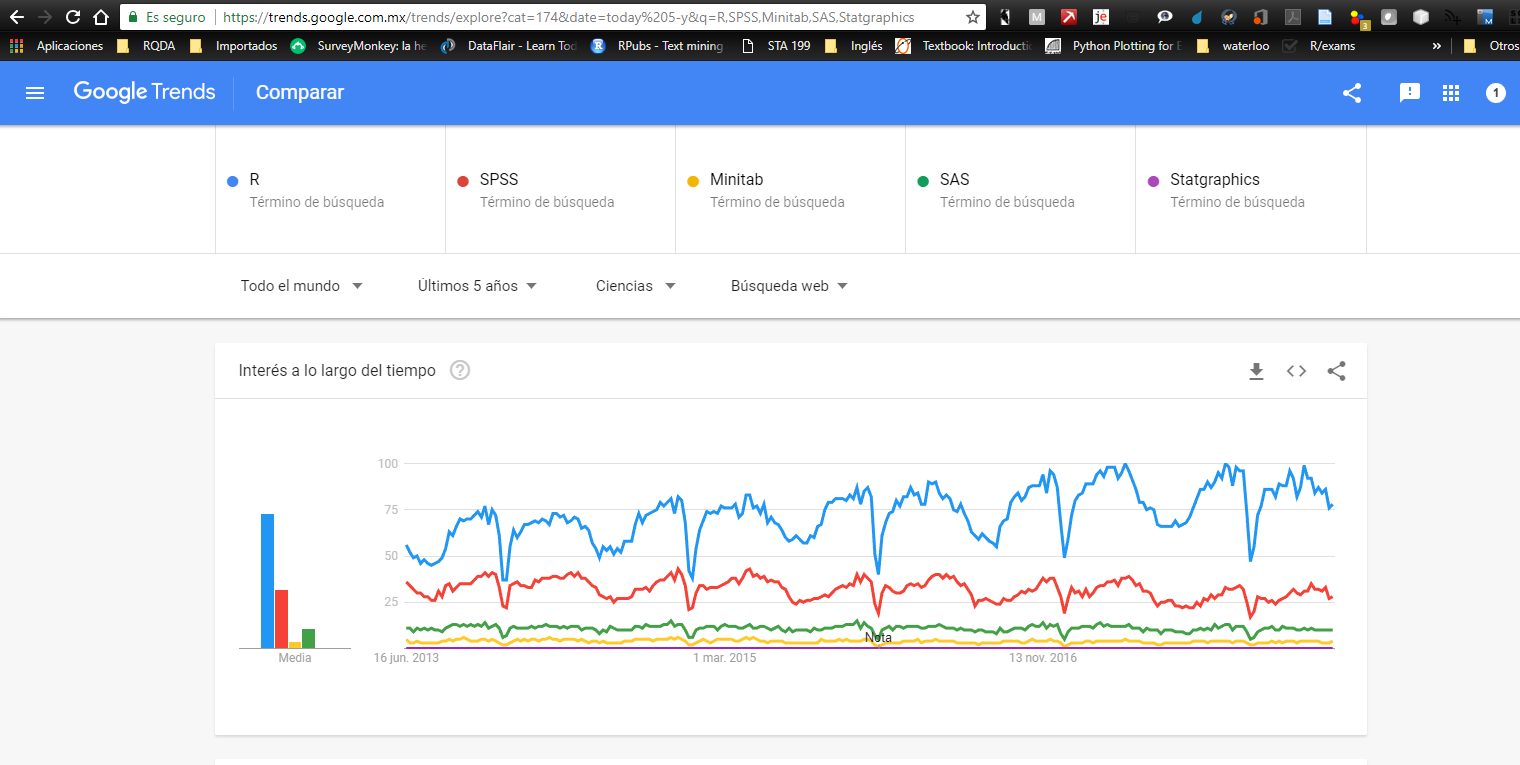 Es seguro https://trends.google.com.mx/trends/explore?cat=174&date=today%205-y&q=R,SPSS,Minitab,SAS,Statgraphics M je 3 M
Aplicaciones RQDA Importados SurveyMonkey: la he DataFlair - Learn Tod R RPubs - Text mining STA 199 Inglés Textbook: Introductio Python Plotting for E waterloo R/exams » Otros
Google Trends Comparar 1
R SPSS Minitab SAS Statgraphics
Término de búsqueda Término de búsqueda Término de búsqueda Término de búsqueda Término de búsqueda
Todo el mundo Últimos 5 años Ciencias Búsqueda web
Interés a lo largo del tiempo ?
100
75
50
25
Nota
Media 16 jun. 2013 1 mar. 2015 13 nov. 2016